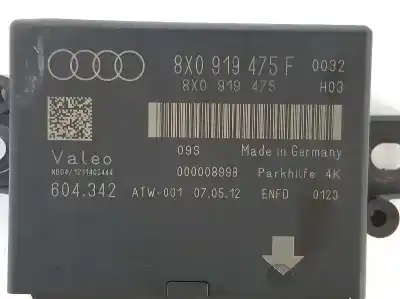 8X0 919 475 F 0032
8X0 919 475 H03
09S Made in Germany
Valeo 000008998 Parkhilfe 4K
604.342 ATW-001 07.05.12 ENFD 0123